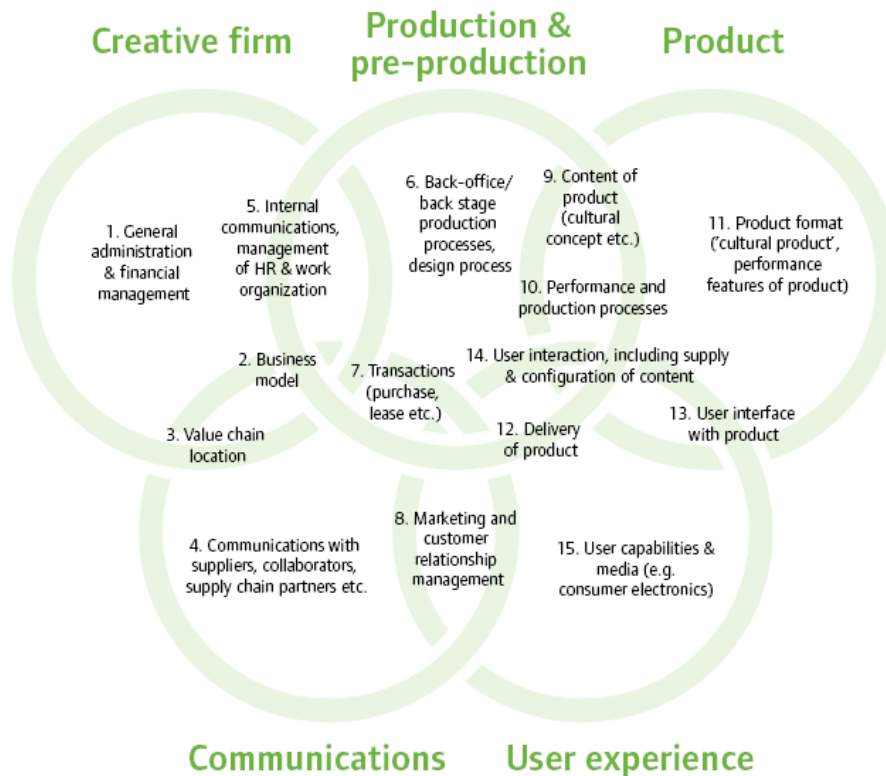 Creative firm
Production &
pre-production
Product
1. General
administration
& financial
management
5. Internal
communications,
management
of HR & work
organization
6. Back-office/
back stage
production
processes,
design process
9. Content of
product
(cultural
concept etc.)
11. Product format
('cultural product',
performance
features of product)
10. Performance and
production processes
2. Business
model
7. Transactions
(purchase,
lease etc.)
14. User interaction, including supply
& configuration of content
3. Value chain
location
12. Delivery
of product
13. User interface
with product
4. Communications with
suppliers, collaborators,
supply chain partners etc.
8. Marketing and
customer
relationship
management
15. User capabilities &
media (e.g.
consumer electronics)
Communications
User experience